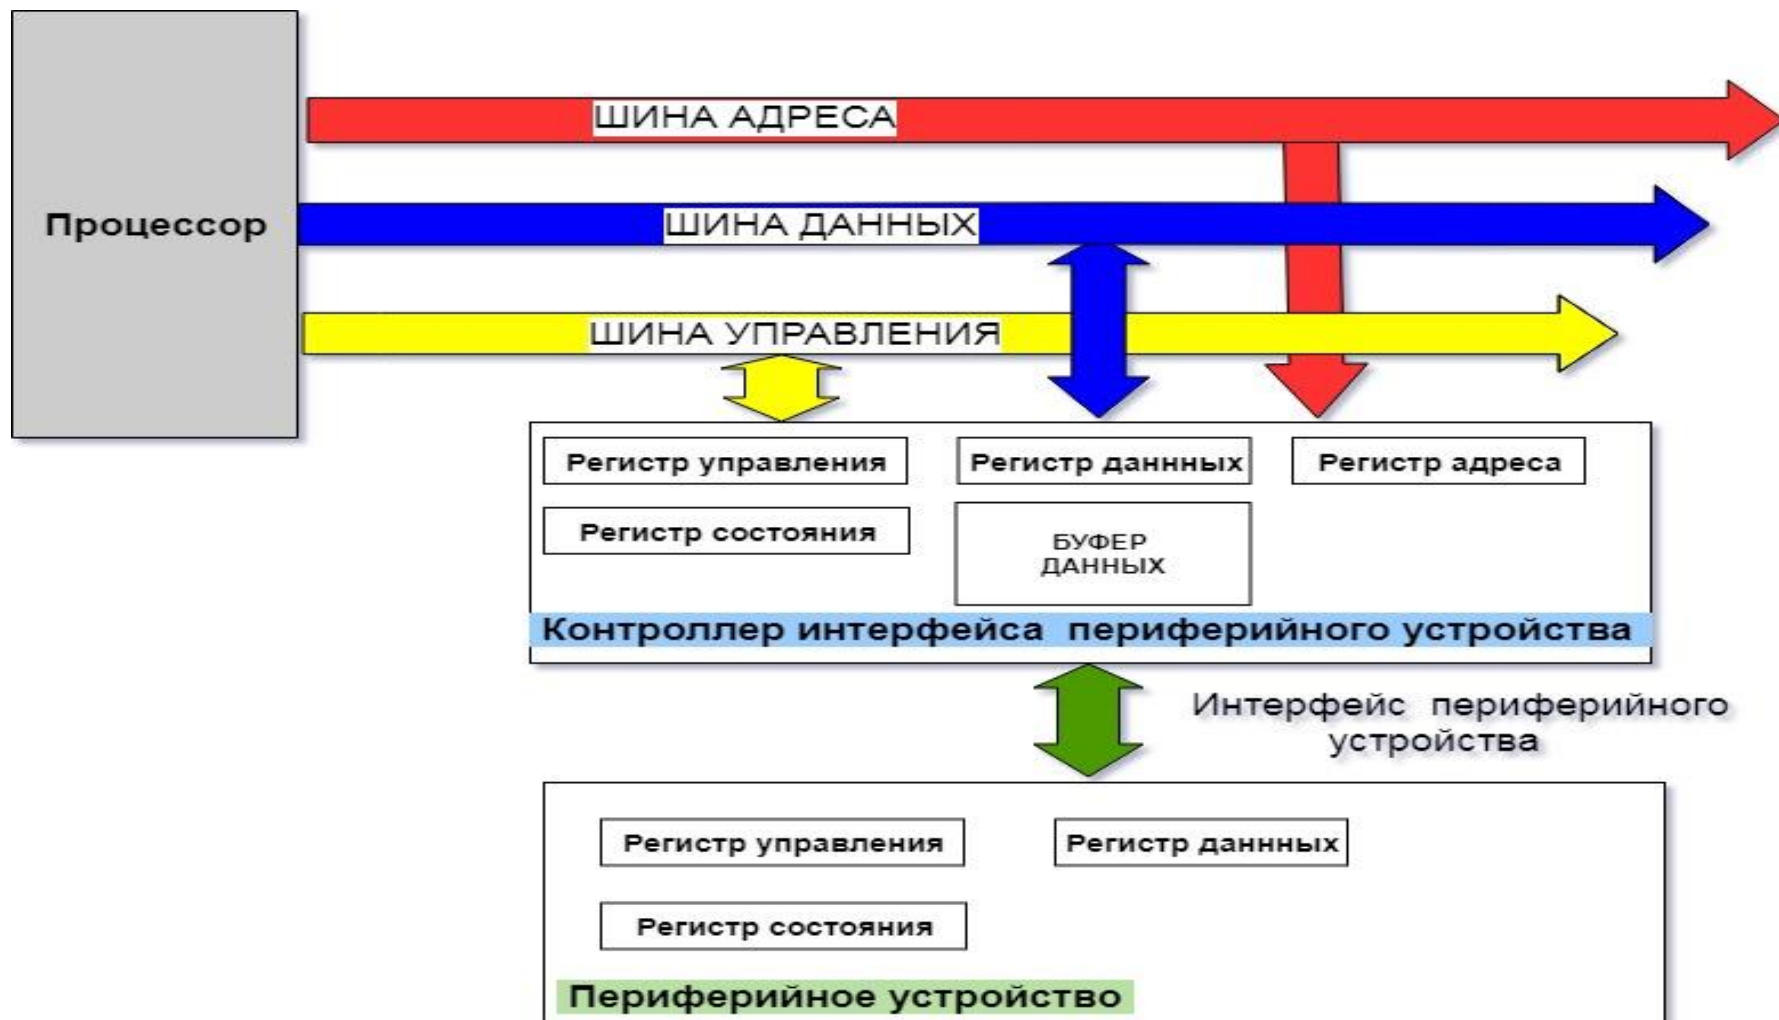 ШИНА АДРЕСА
Процессор
ШИНА ДАННЫХ
ШИНА УПРАВЛЕНИЯ
Регистр управления
Регистр даннных
Регистр адреса
Регистр состояния
БУФЕР
ДАННЫХ
Контроллер интерфейса периферийного устройства
Интерфейс периферийного
устройства
Регистр управления
Регистр даннных
Регистр состояния
Периферийное устройство